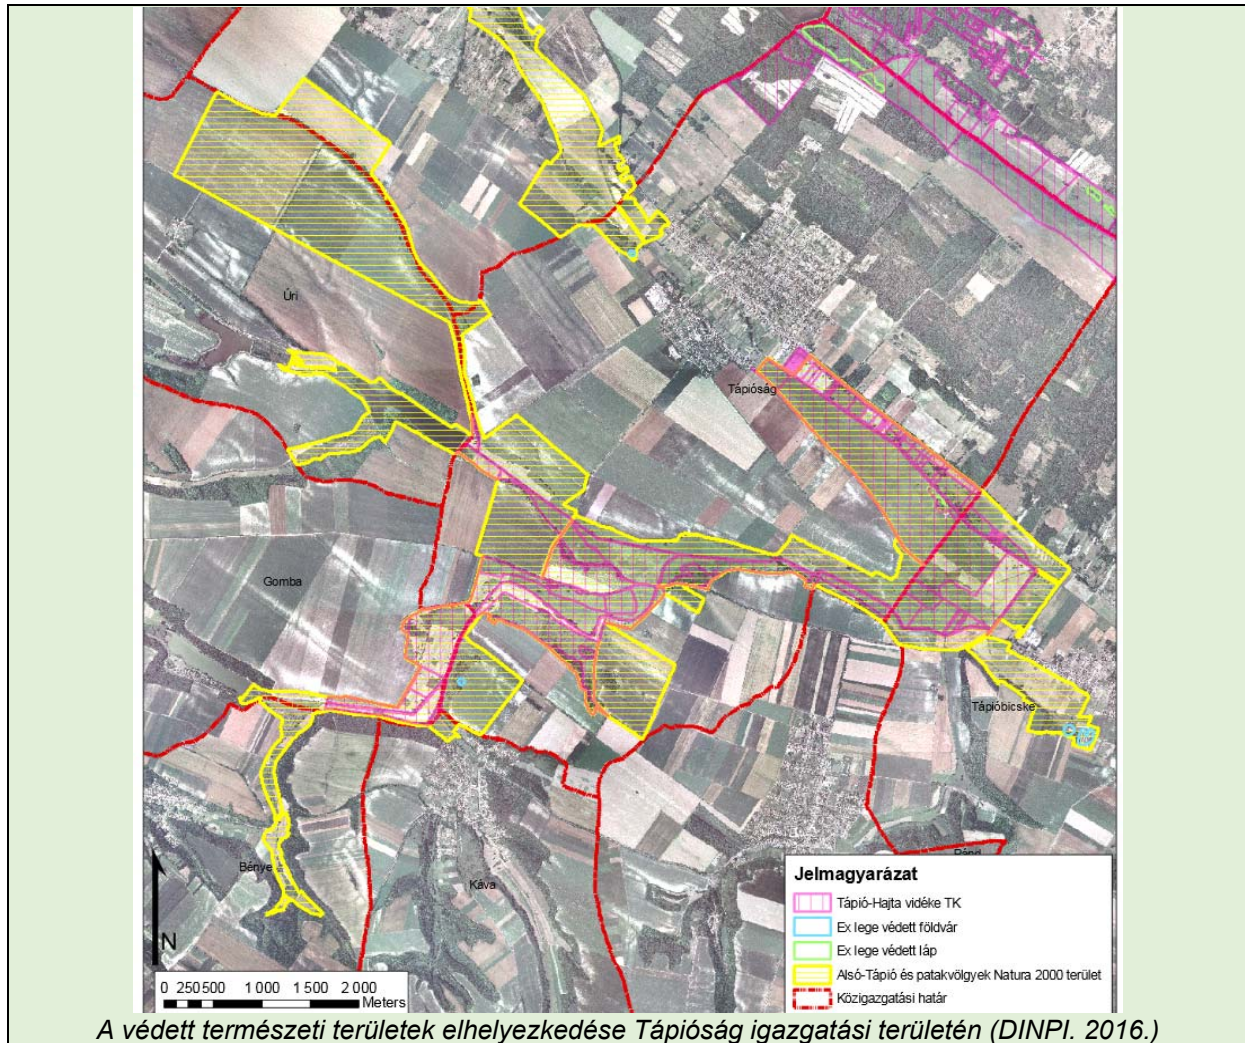 Úri
Tápióság
Gomba
Tápióbicske
Bénye
Káva
Pánd
N
0 250 500 1 000 1 500 2 000
Meters
Jelmagyarázat
Tápió-Hajta vidéke TK
Ex lege védett földvár
Ex lege védett láp
Alsó-Tápió és patakvölgyek Natura 2000 terület
Közigazgatási határ
A védett természeti területek elhelyezkedése Tápióság igazgatási területén (DINPI. 2016.)